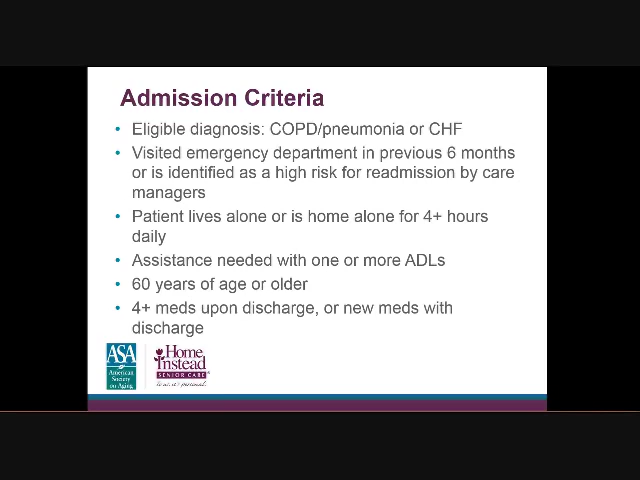 Admission Criteria
• Eligible diagnosis: COPD/pneumonia or CHF
• Visited emergency department in previous 6 months
or is identified as a high risk for readmission by care
managers
• Patient lives alone or is home alone for 4+ hours
daily
• Assistance needed with one or more ADLs
• 60 years of age or older
• 4+ meds upon discharge, or new meds with
discharge
ASA
American
Society
on Aging
Home
Instead
SENIOR CARE
to us, it's personal.